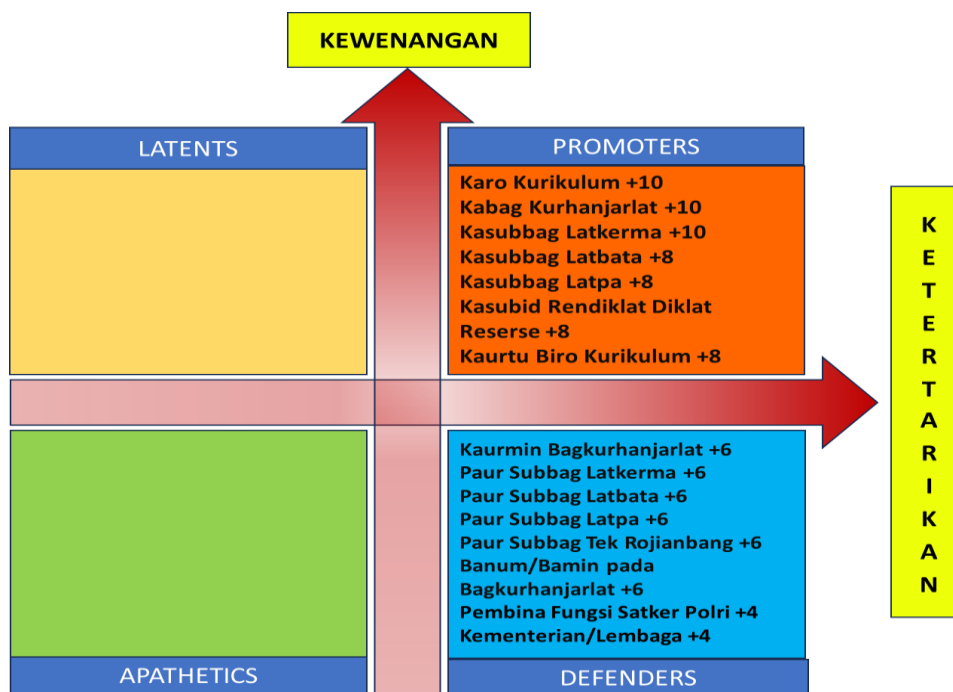 KEWENANGAN
LATENTS
PROMOTERS
Karo Kurikulum +10
Kabag Kurhanjarlat +10
Kasubbag Latkerma +10
Kasubbag Latbata +8
Kasubbag Latpa +8
Kasubid Rendiklat Diklat
Reserse +8
Kaurtu Biro Kurikulum +8
KETERTARIKAN
Kaurmin Bagkurhanjarlat +6
Paur Subbag Latkerma +6
Paur Subbag Latbata +6
Paur Subbag Latpa +6
Paur Subbag Tek Rojianbang +6
Banum/Bamin pada
Bagkurhanjarlat +6
Pembina Fungsi Satker Polri +4
Kementerian/Lembaga +4
APATHETICS
DEFENDERS